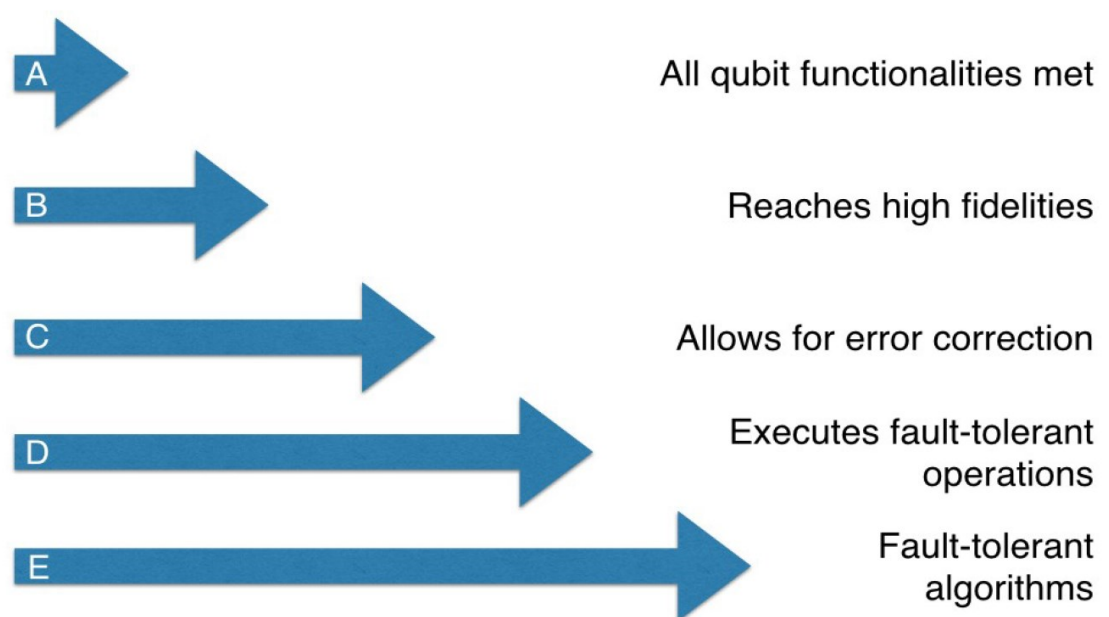 A
All qubit functionalities met
B
Reaches high fidelities
C
Allows for error correction
D
Executes fault-tolerant
operations
E
Fault-tolerant
algorithms